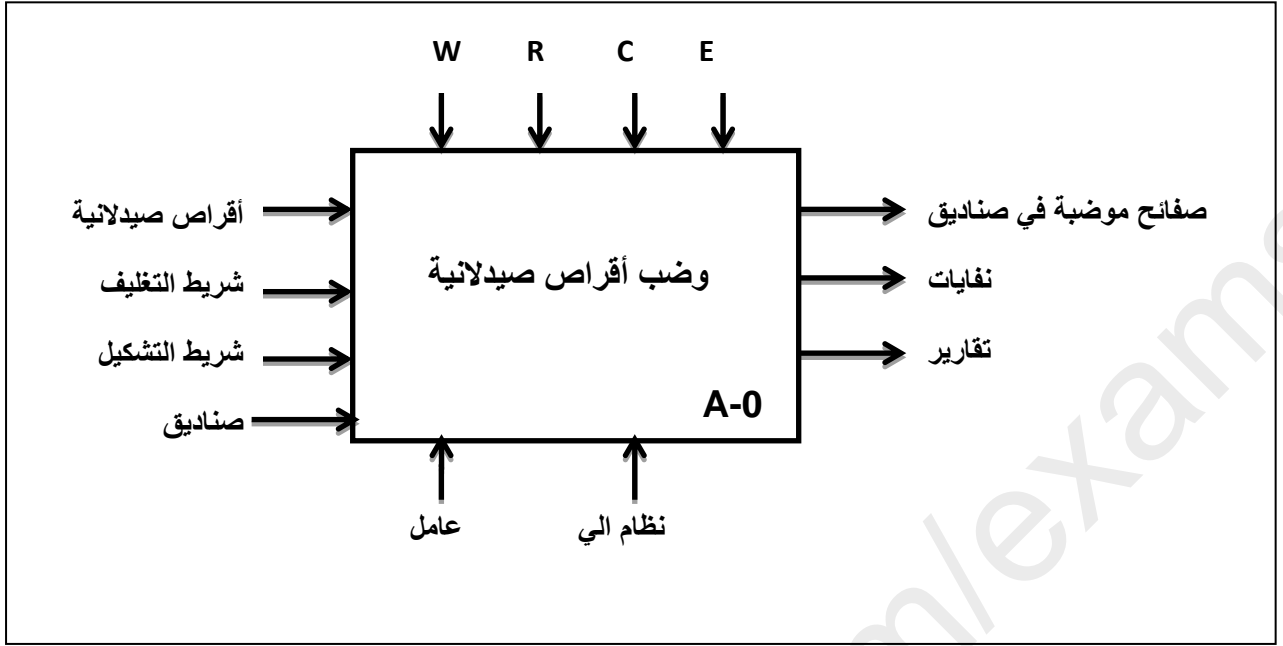 W R C E
أقراص صيدلانية
شريط التغليف
شريط التشكيل
صناديق
وضب أقراص صيدلانية
A-0
صفائح موضبة في صناديق
نفايات
تقارير
عامل
نظام الي
m/exams